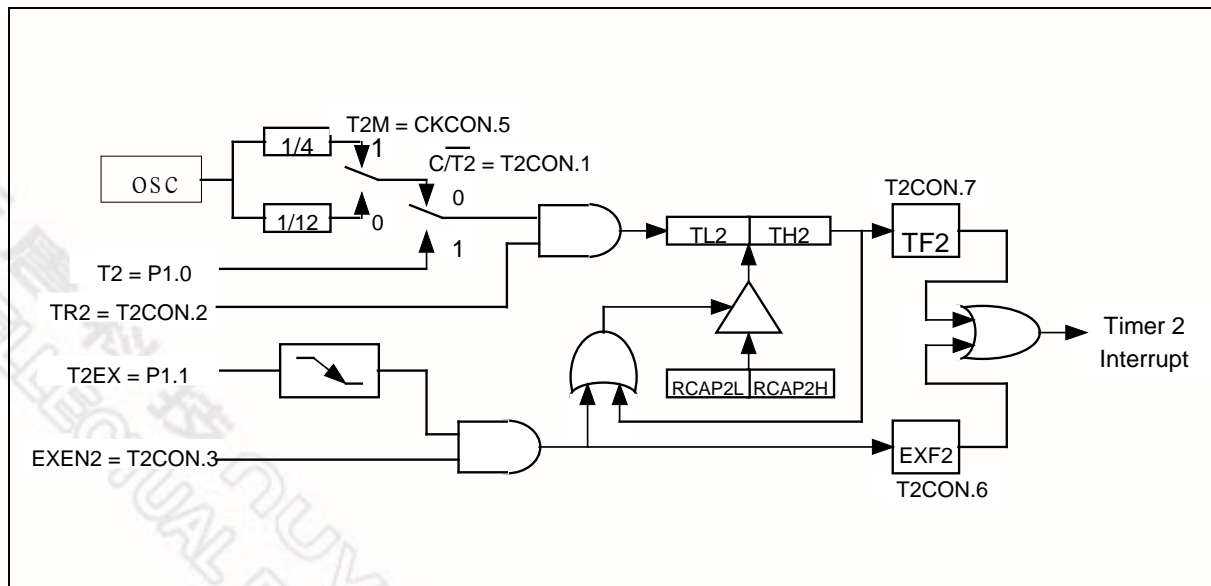 T2M = CKCON.5
1/4
1
C/T2 = T2CON.1
osc
0
1/12
0
T2CON.7
TL2
TH2
TF2
1
T2 = P1.0
TR2 = T2CON.2
Timer 2
Interrupt
T2EX = P1.1
RCAP2L
RCAP2H
EXEN2 = T2CON.3
EXF2
T2CON.6